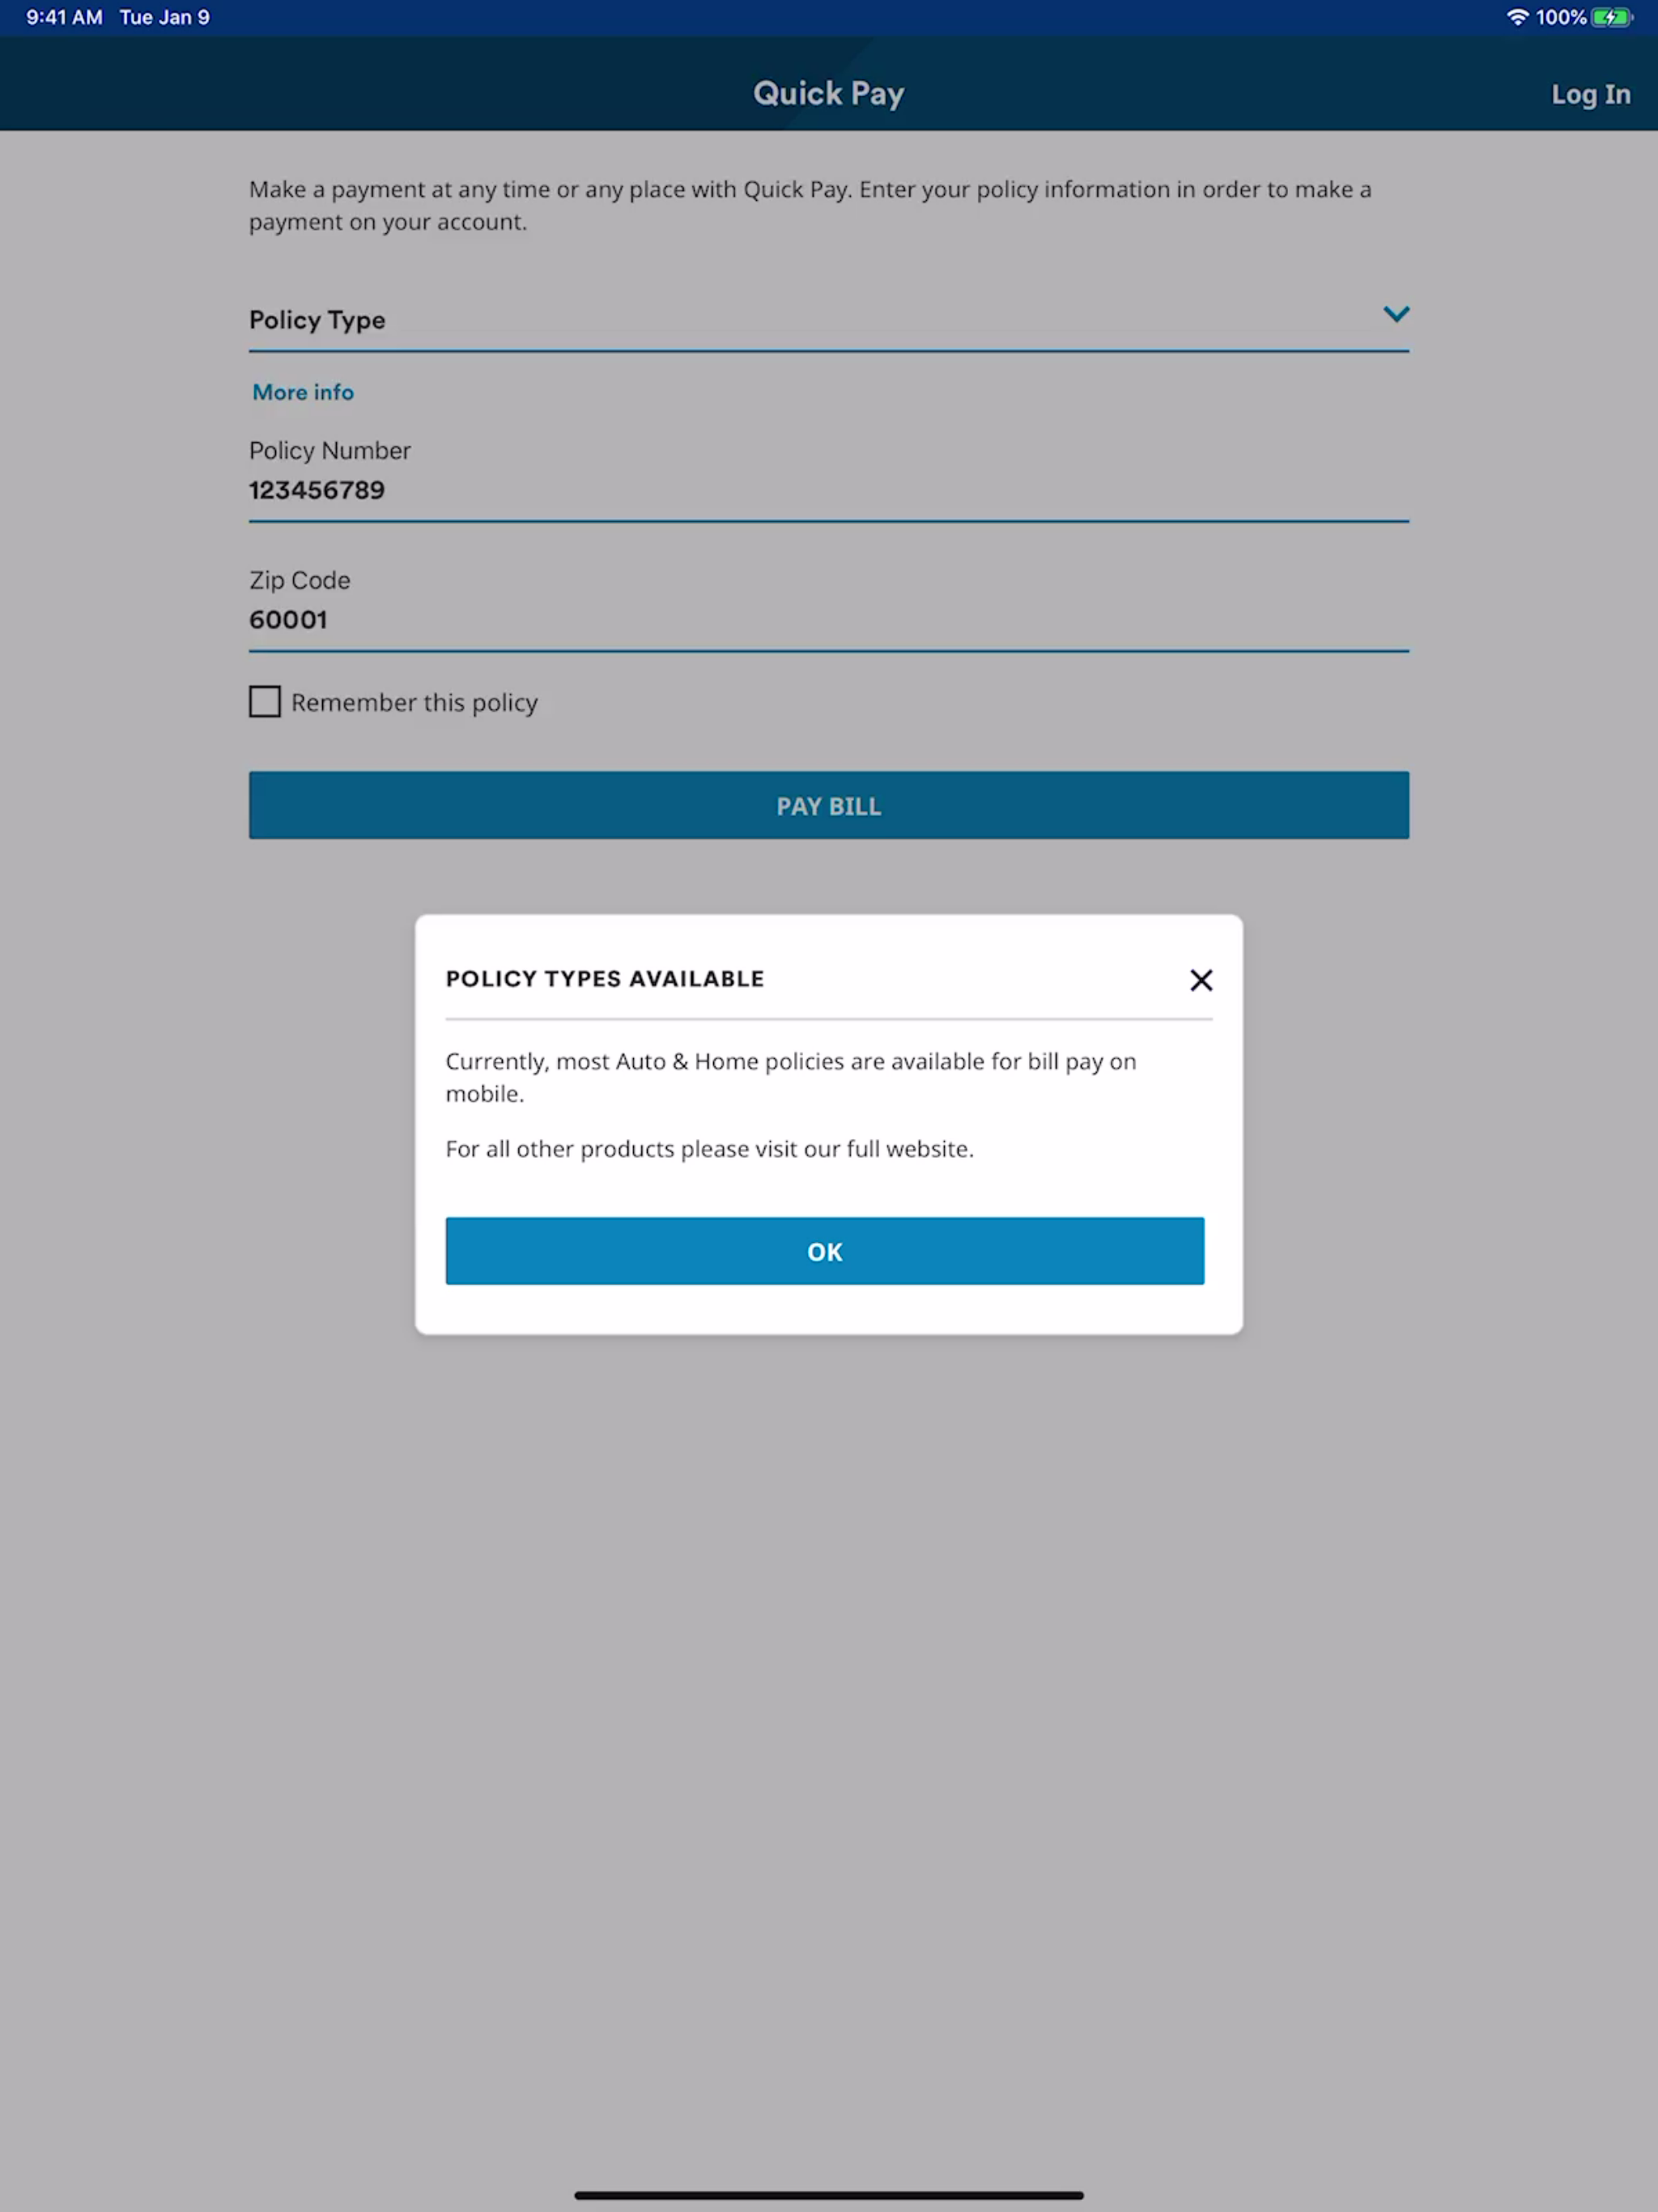 9:41 AM Tue Jan 9
100%
Quick Pay
Log In
Make a payment at any time or any place with Quick Pay. Enter your policy information in order to make a
payment on your account.
Policy Type
More info
Policy Number
123456789
Zip Code
60001
Remember this policy
PAY BILL
POLICY TYPES AVAILABLE
Currently, most Auto & Home policies are available for bill pay on
mobile.
For all other products please visit our full website.
OK